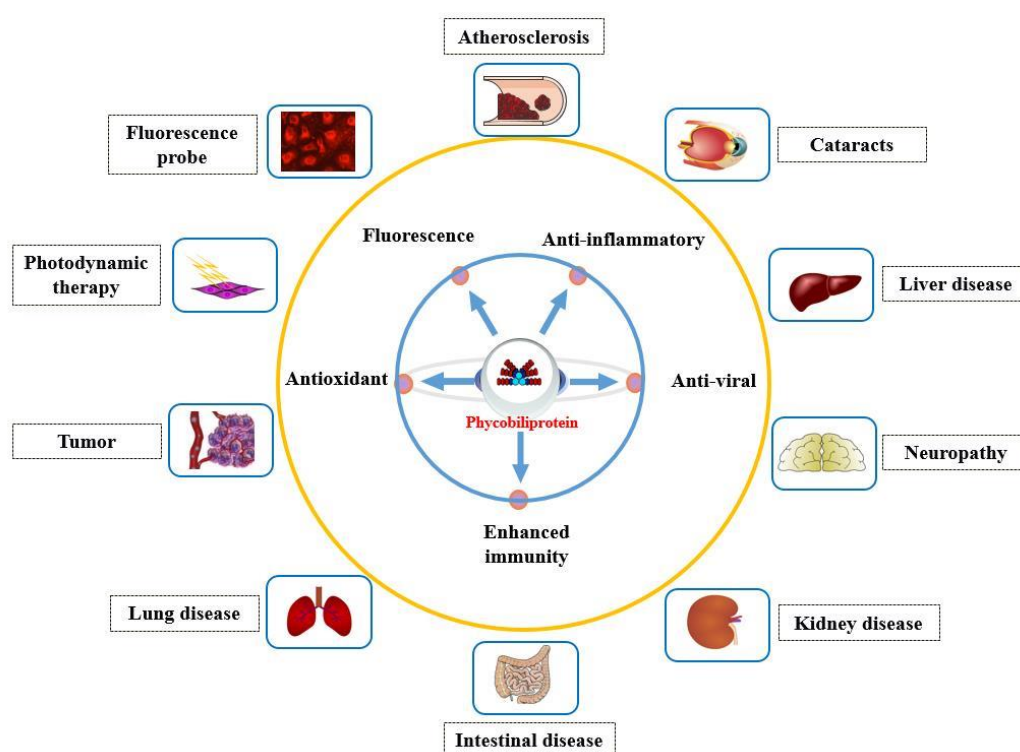 Atherosclerosis
Fluorescence
probe
Cataracts
Fluorescence
Anti-inflammatory
Photodynamic
therapy
Liver disease
Antioxidant
Anti-viral
Phycobiliprotein
Tumor
Neuropathy
Enhanced
immunity
Lung disease
Kidney disease
Intestinal disease